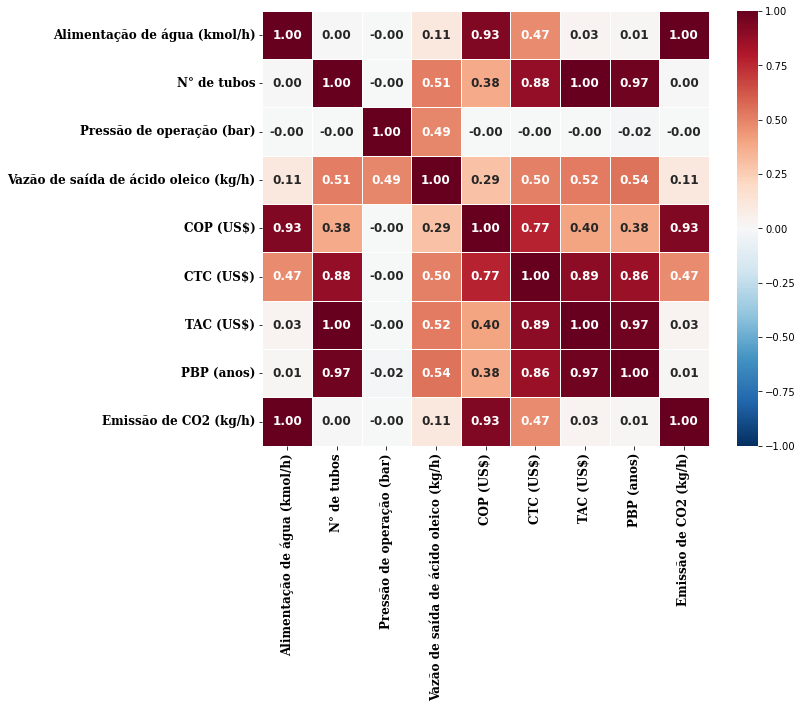 Alimentação de água (kmol/h) 1.00 0.00 -0.00 0.11 0.93 0.47 0.03 0.01 1.00
N° de tubos 0.00 1.00 -0.00 0.51 0.38 0.88 1.00 0.97 0.00
Pressão de operação (bar) -0.00 -0.00 1.00 0.49 -0.00 -0.00 -0.00 -0.02 -0.00
Vazão de saída de ácido oleico (kg/h) 0.11 0.51 0.49 1.00 0.29 0.50 0.52 0.54 0.11
COP (US$) 0.93 0.38 -0.00 0.29 1.00 0.77 0.40 0.38 0.93
CTC (US$) 0.47 0.88 -0.00 0.50 0.77 1.00 0.89 0.86 0.47
TAC (US$) 0.03 1.00 -0.00 0.52 0.40 0.89 1.00 0.97 0.03
PBP (anos) 0.01 0.97 -0.02 0.54 0.38 0.86 0.97 1.00 0.01
Emissão de CO2 (kg/h) 1.00 0.00 -0.00 0.11 0.93 0.47 0.03 0.01 1.00
Alimentação de água (kmol/h)
N° de tubos
Pressão de operação (bar)
Vazão de saída de ácido oleico (kg/h)
COP (US$)
CTC (US$)
TAC (US$)
PBP (anos)
Emissão de CO2 (kg/h)
1.00
0.75
0.50
0.25
0.00
−0.25
−0.50
−0.75
−1.00